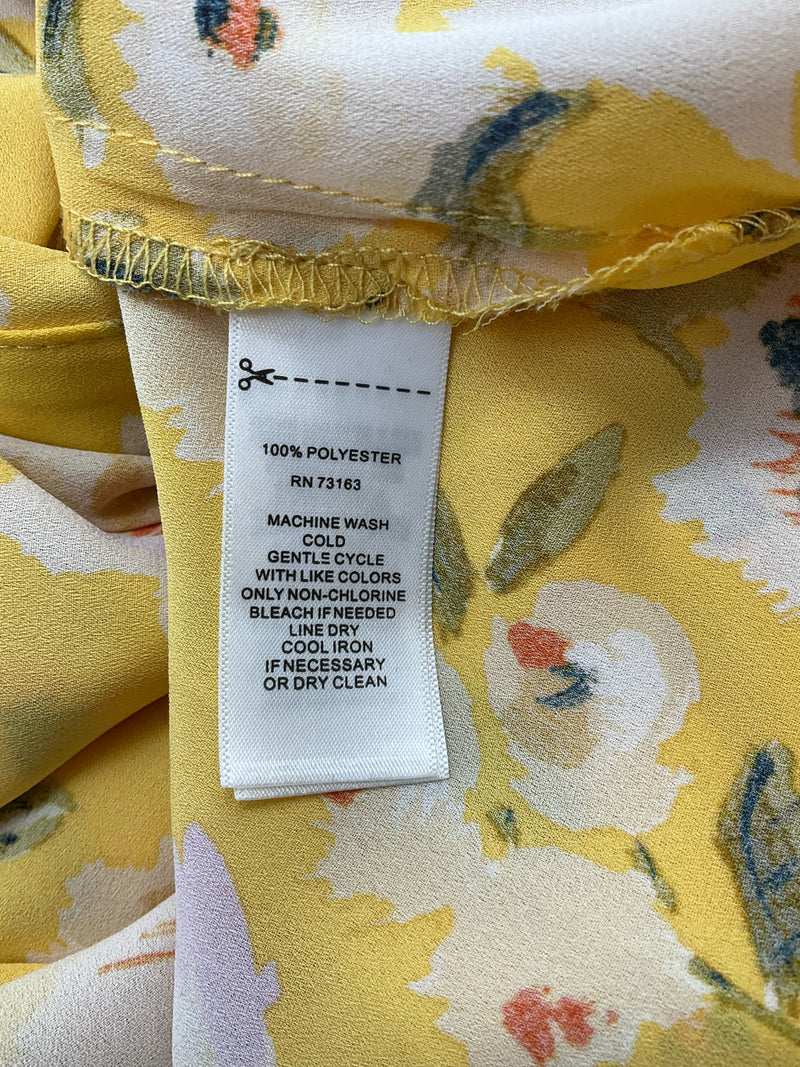 100% POLYESTER
RN 73163
MACHINE WASH
COLD
GENTLE CYCLE
WITH LIKE COLORS
ONLY NON-CHLORINE
BLEACH IF NEEDED
LINE DRY
COOL IRON
IF NECESSARY
OR DRY CLEAN